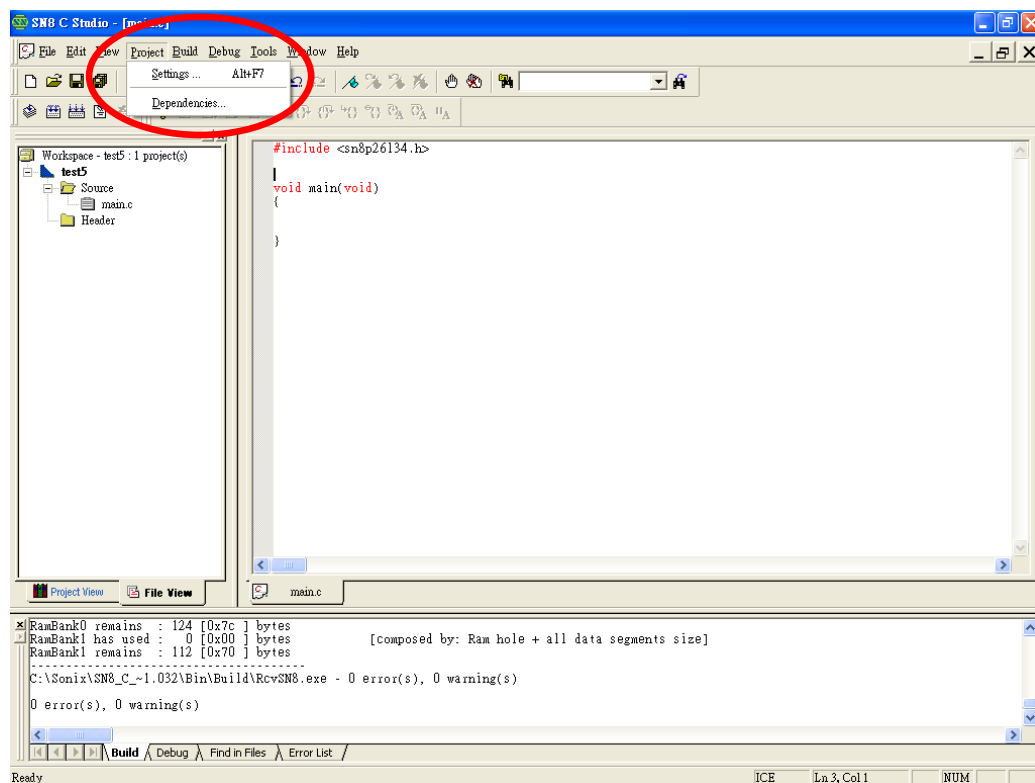 SN8 C Studio - [main.c]
File Edit View Project Build Debug Tools Window Help
Settings ... Alt+F7
Dependencies...
Workspace - test5 : 1 project(s)
test5
Source
main.c
Header
#include <sn8p26134.h>
void main(void)
{
}
Project View File View
main.c
RamBank0 remains : 124 [0x7c ] bytes
RamBank1 has used : 0 [0x00 ] bytes [composed by: Ram hole + all data segments size]
RamBank1 remains : 112 [0x70 ] bytes
----------------------------------------
C:\Sonix\SN8_C_~1.032\Bin\Build\RcvSN8.exe - 0 error(s), 0 warning(s)
0 error(s), 0 warning(s)
Build Debug Find in Files Error List
Ready ICE Ln 3, Col 1 NUM